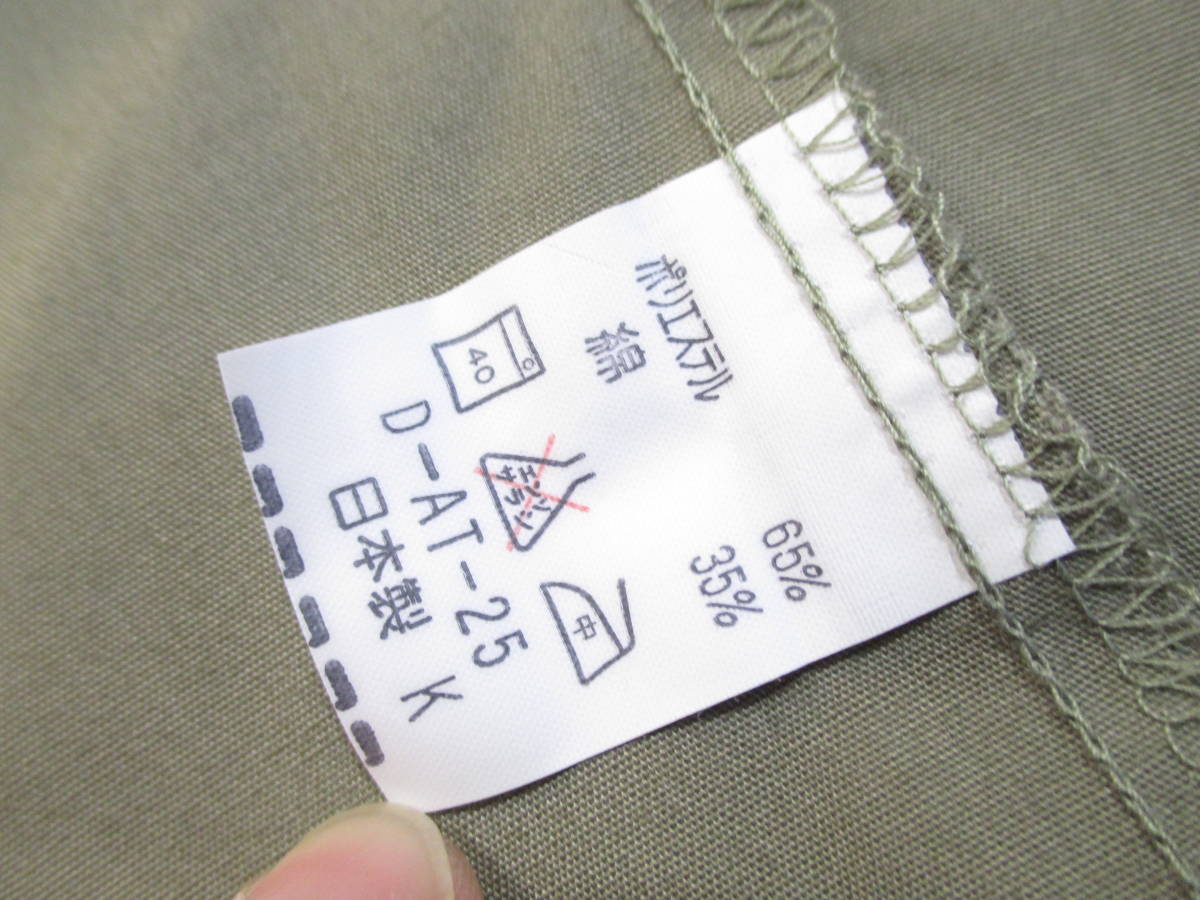 ポリエステル 65%
綿 35%
40 エンソ サラシ 中
D-AT-25
日本製 K